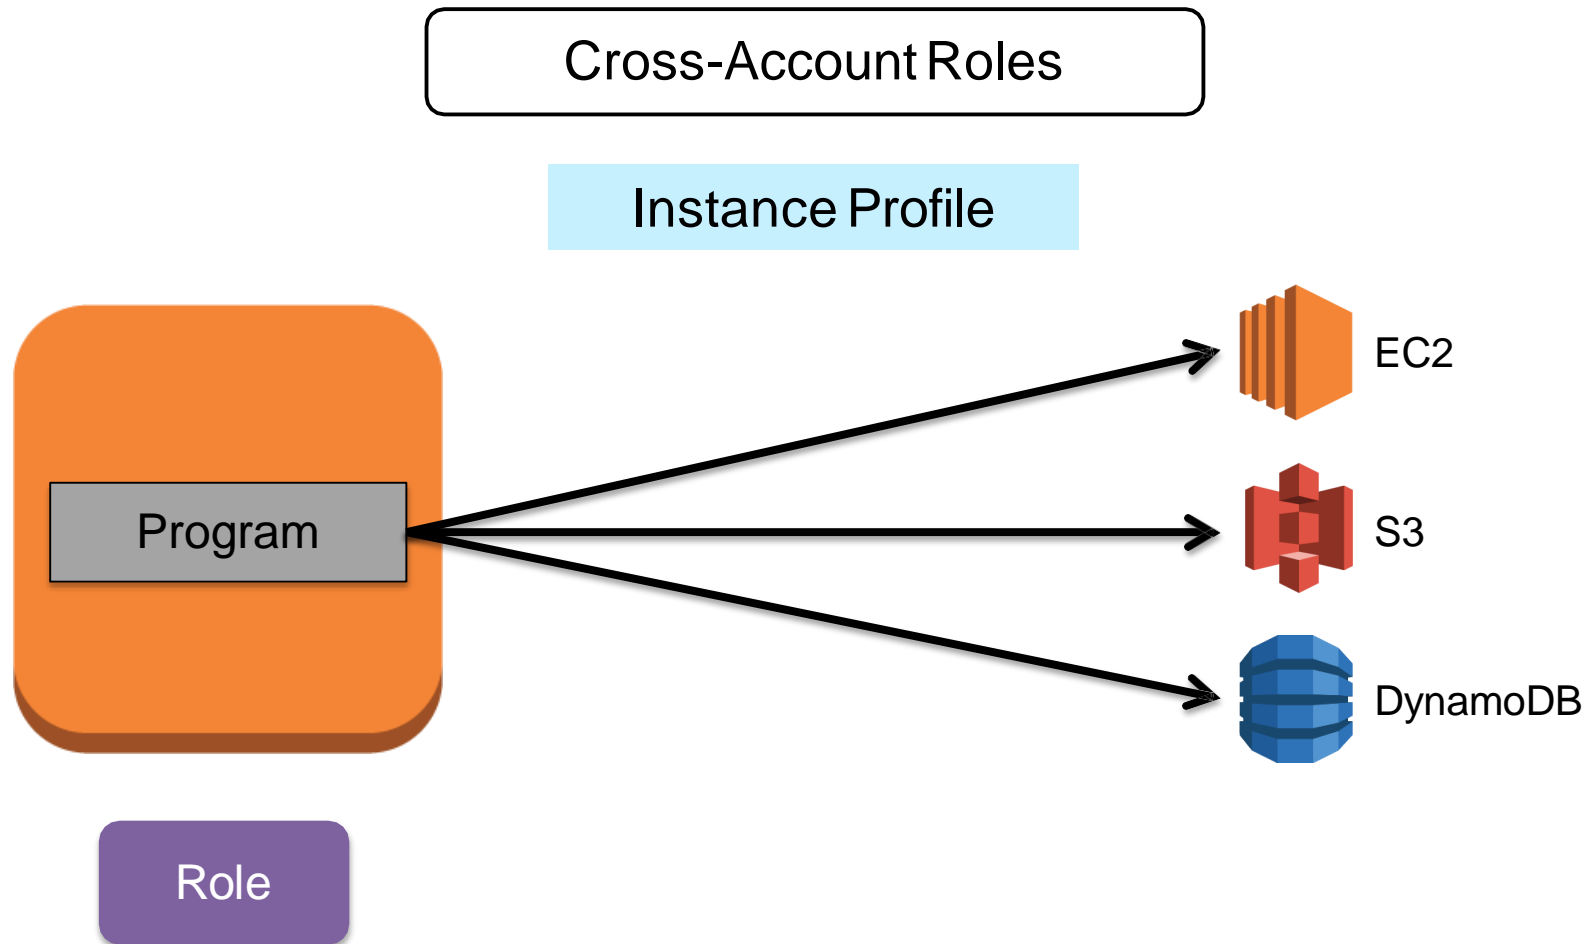 Cross-Account Roles
Instance Profile
EC2
Program
S3
DynamoDB
Role